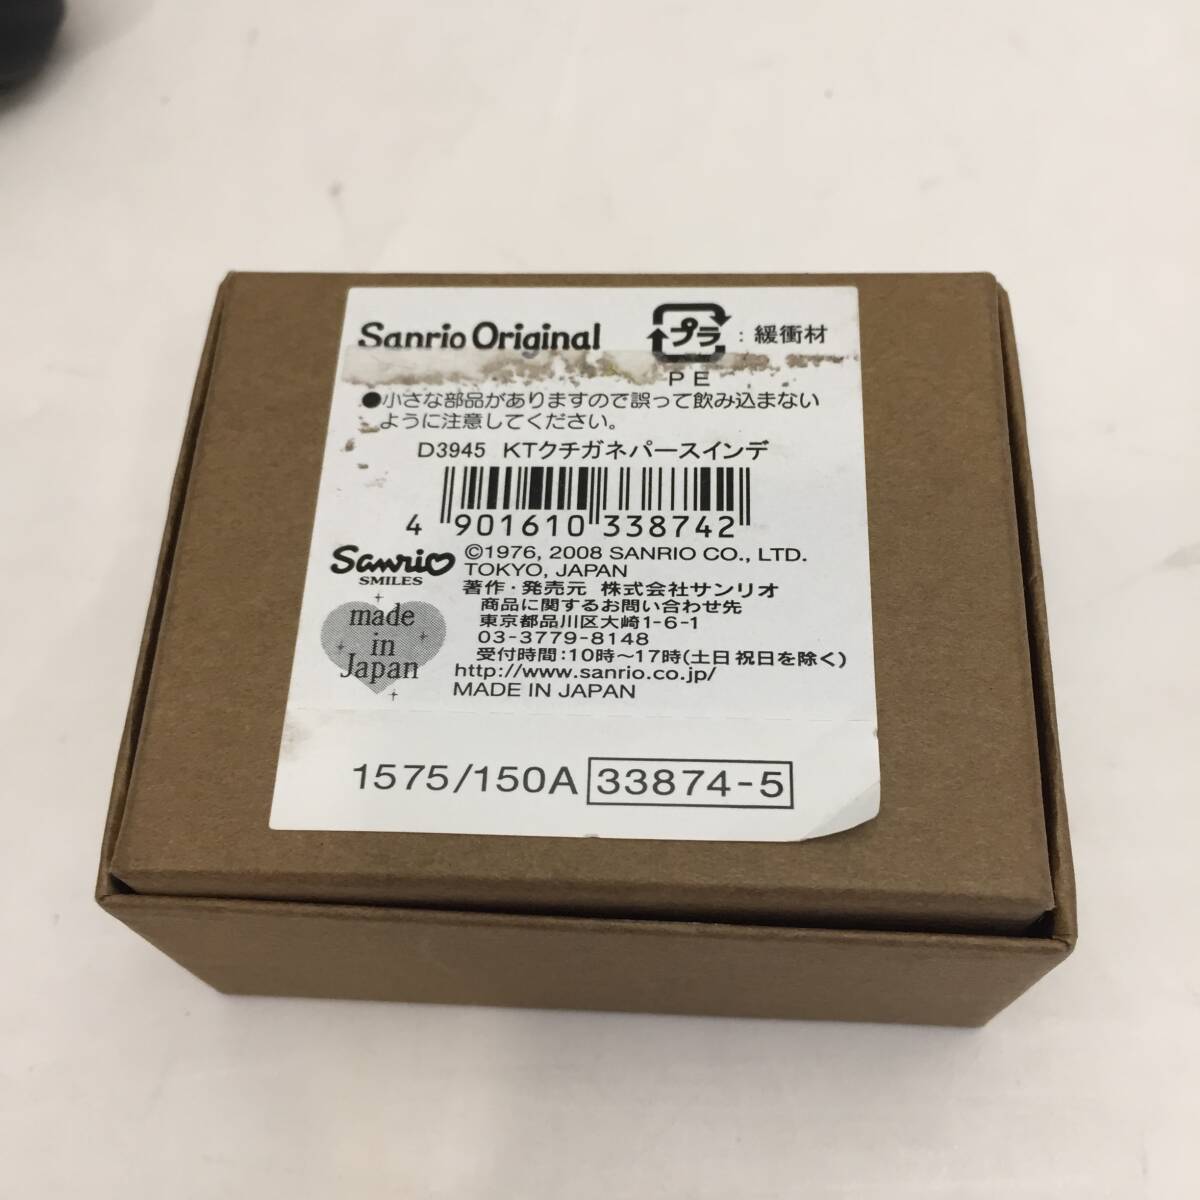 Sanrio Original
プラ : 緩衝材
PE
●小さな部品がありますので誤って飲み込まない
ように注意してください。
D3945 KTクチガネパースインデ
4 901610 338742
Sanrio
SMILES
made
in
Japan
©1976, 2008 SANRIO CO., LTD.
TOKYO, JAPAN
著作・発売元 株式会社サンリオ
商品に関するお問い合わせ先
東京都品川区大崎1-6-1
03-3779-8148
受付時間:10時~17時(土日祝日を除く)
http://www.sanrio.co.jp/
MADE IN JAPAN
1575/150A 33874-5